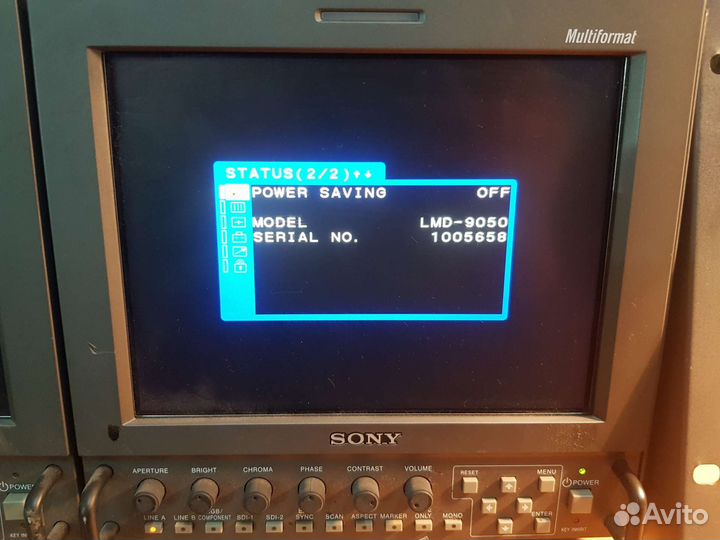 Multiformat
STATUS(2/2)
POWER SAVING OFF
MODEL LMD-9050
SERIAL NO. 1005658
SONY
APERTURE BRIGHT CHROMA PHASE CONTRAST VOLUME
RESET MENU
POWER POWER
LINE A LINE B COMPONENT SDI-1 SDI-2 SYNC SCAN ASPECT MARKER ONLY MONO
ENTER
KEY INHIBIT KEY INHIBIT
Avito